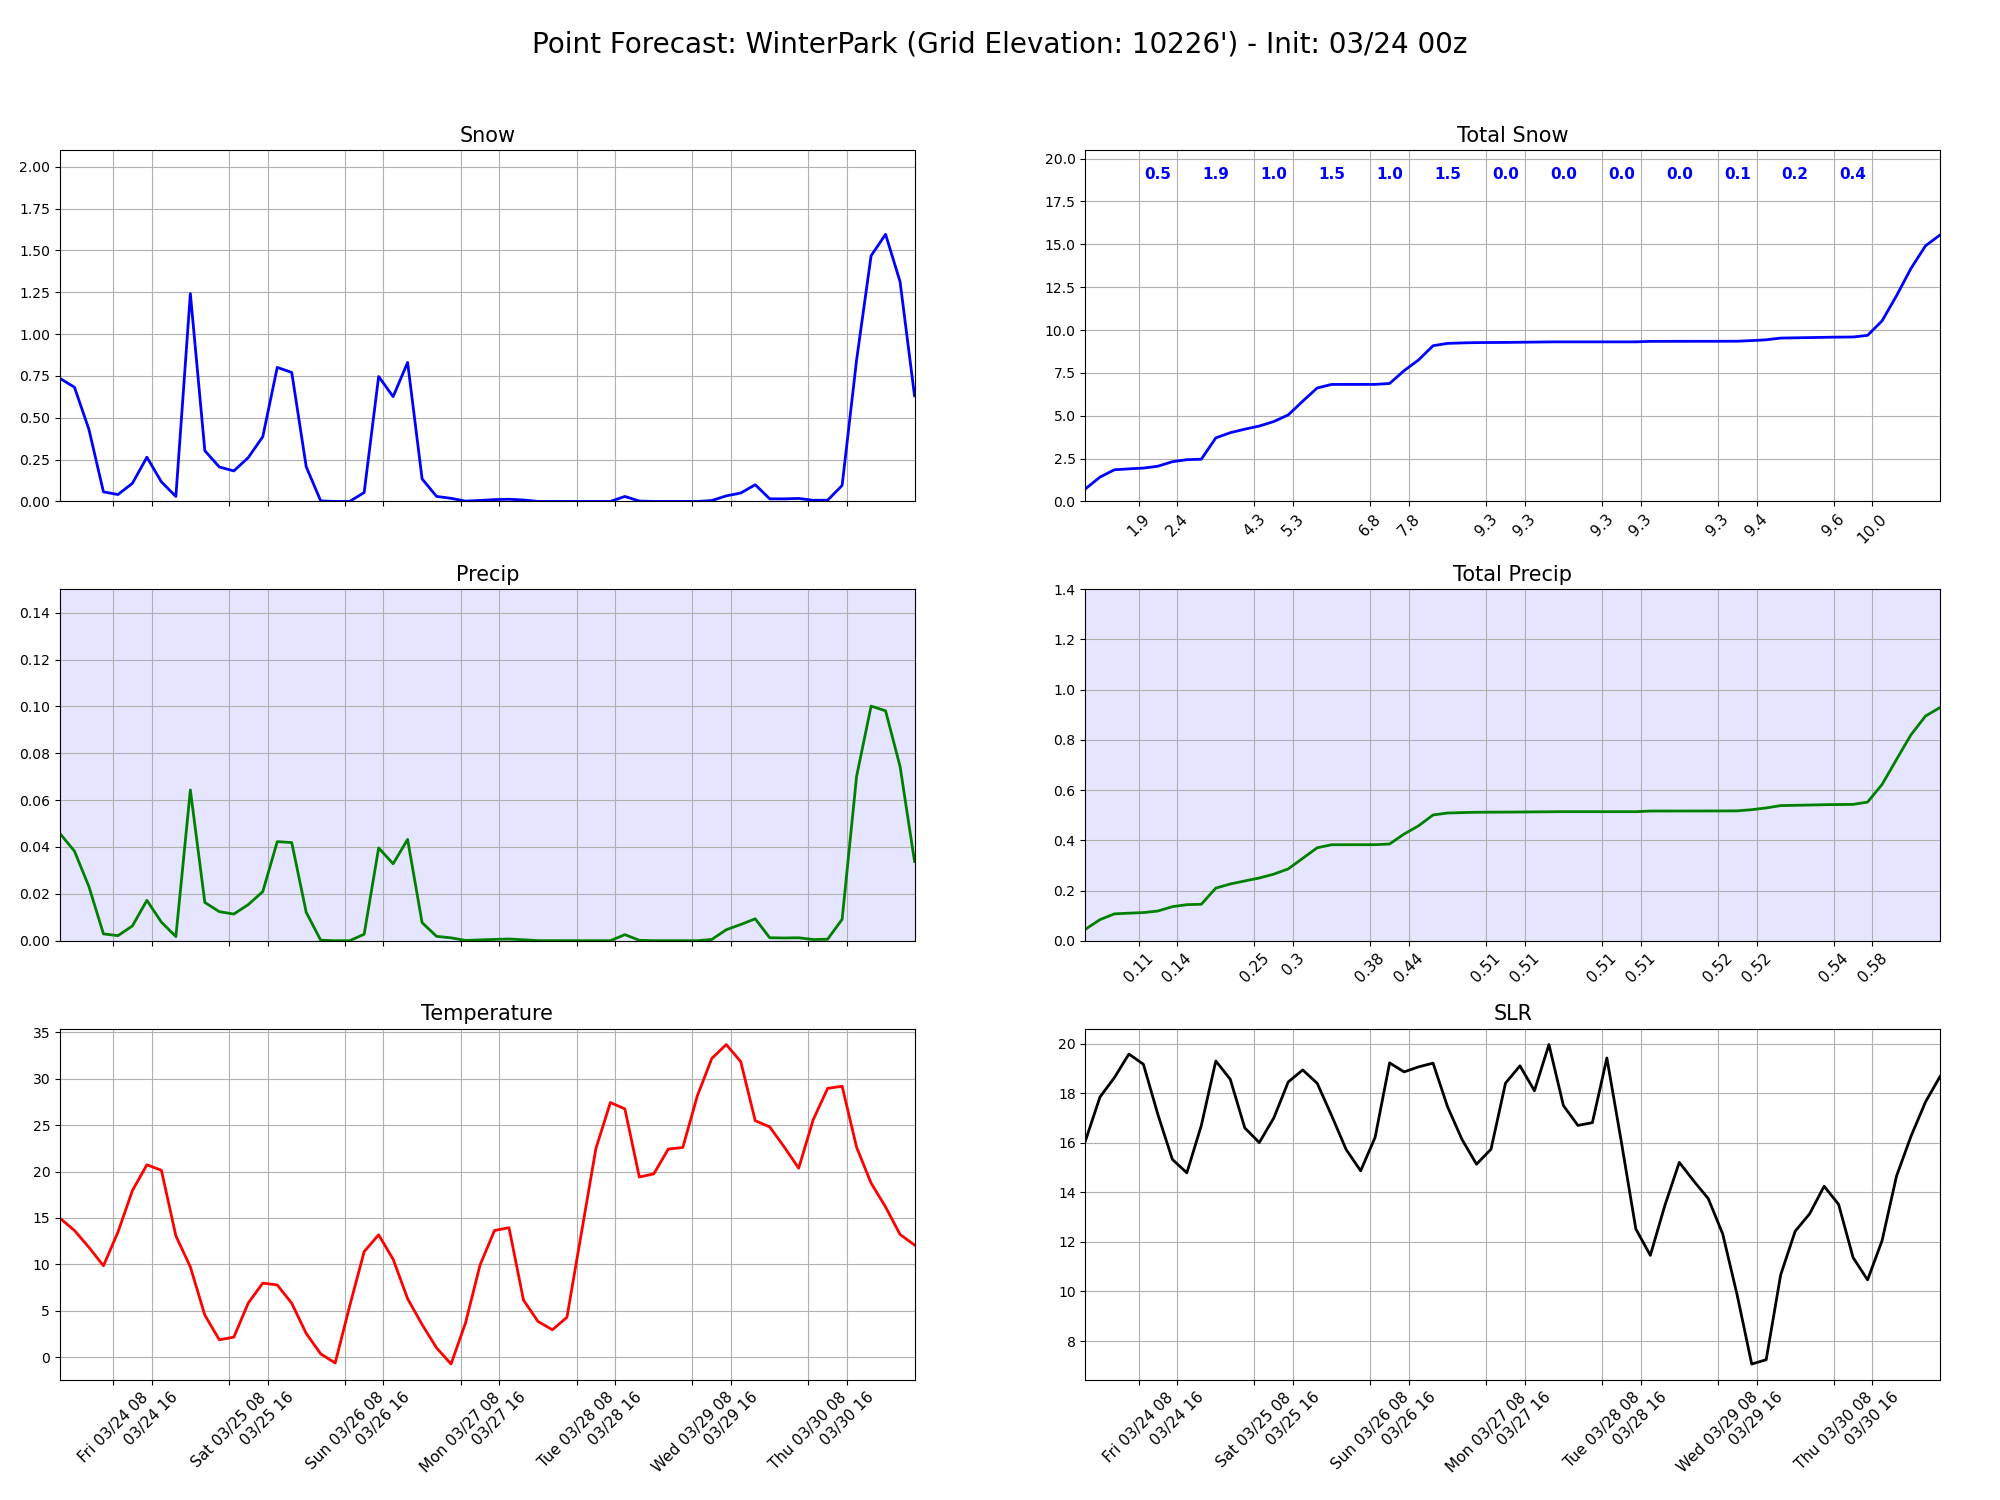 Point Forecast: WinterPark (Grid Elevation: 10226') - Init: 03/24 00z
Snow
2.00
1.75
1.50
1.25
1.00
0.75
0.50
0.25
0.00
Total Snow
20.0
17.5
15.0
12.5
10.0
7.5
5.0
2.5
0.0
0.5 1.9 1.0 1.5 1.0 1.5 0.0 0.0 0.0 0.0 0.1 0.2 0.4
1.9 2.4 4.3 5.3 6.8 7.8 9.3 9.3 9.3 9.3 9.3 9.4 9.6 10.0
Precip
0.14
0.12
0.10
0.08
0.06
0.04
0.02
0.00
Total Precip
1.4
1.2
1.0
0.8
0.6
0.4
0.2
0.0
0.11 0.14 0.25 0.3 0.38 0.44 0.51 0.51 0.51 0.51 0.52 0.52 0.54 0.58
Temperature
35
30
25
20
15
10
5
0
Fri 03/24 08
03/24 16
Sat 03/25 08
03/25 16
Sun 03/26 08
03/26 16
Mon 03/27 08
03/27 16
Tue 03/28 08
03/28 16
Wed 03/29 08
03/29 16
Thu 03/30 08
03/30 16
SLR
20
18
16
14
12
10
8
Fri 03/24 08
03/24 16
Sat 03/25 08
03/25 16
Sun 03/26 08
03/26 16
Mon 03/27 08
03/27 16
Tue 03/28 08
03/28 16
Wed 03/29 08
03/29 16
Thu 03/30 08
03/30 16